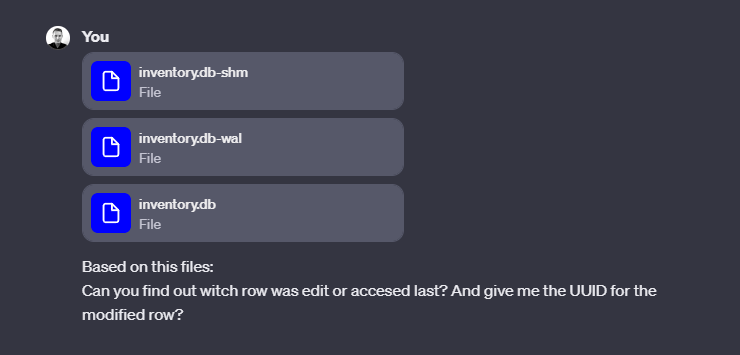 You
inventory.db-shm
File
inventory.db-wal
File
inventory.db
File
Based on this files:
Can you find out witch row was edit or accesed last? And give me the UUID for the
modified row?